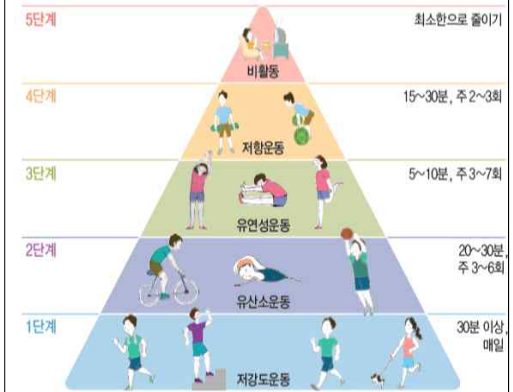 5단계
최소한으로 줄이기
비활동
4단계
15~30분, 주 2~3회
저항운동
3단계
5~10분, 주 3~7회
유연성운동
2단계
20~30분,
주 3~6회
유산소운동
1단계
30분 이상,
매일
저강도운동